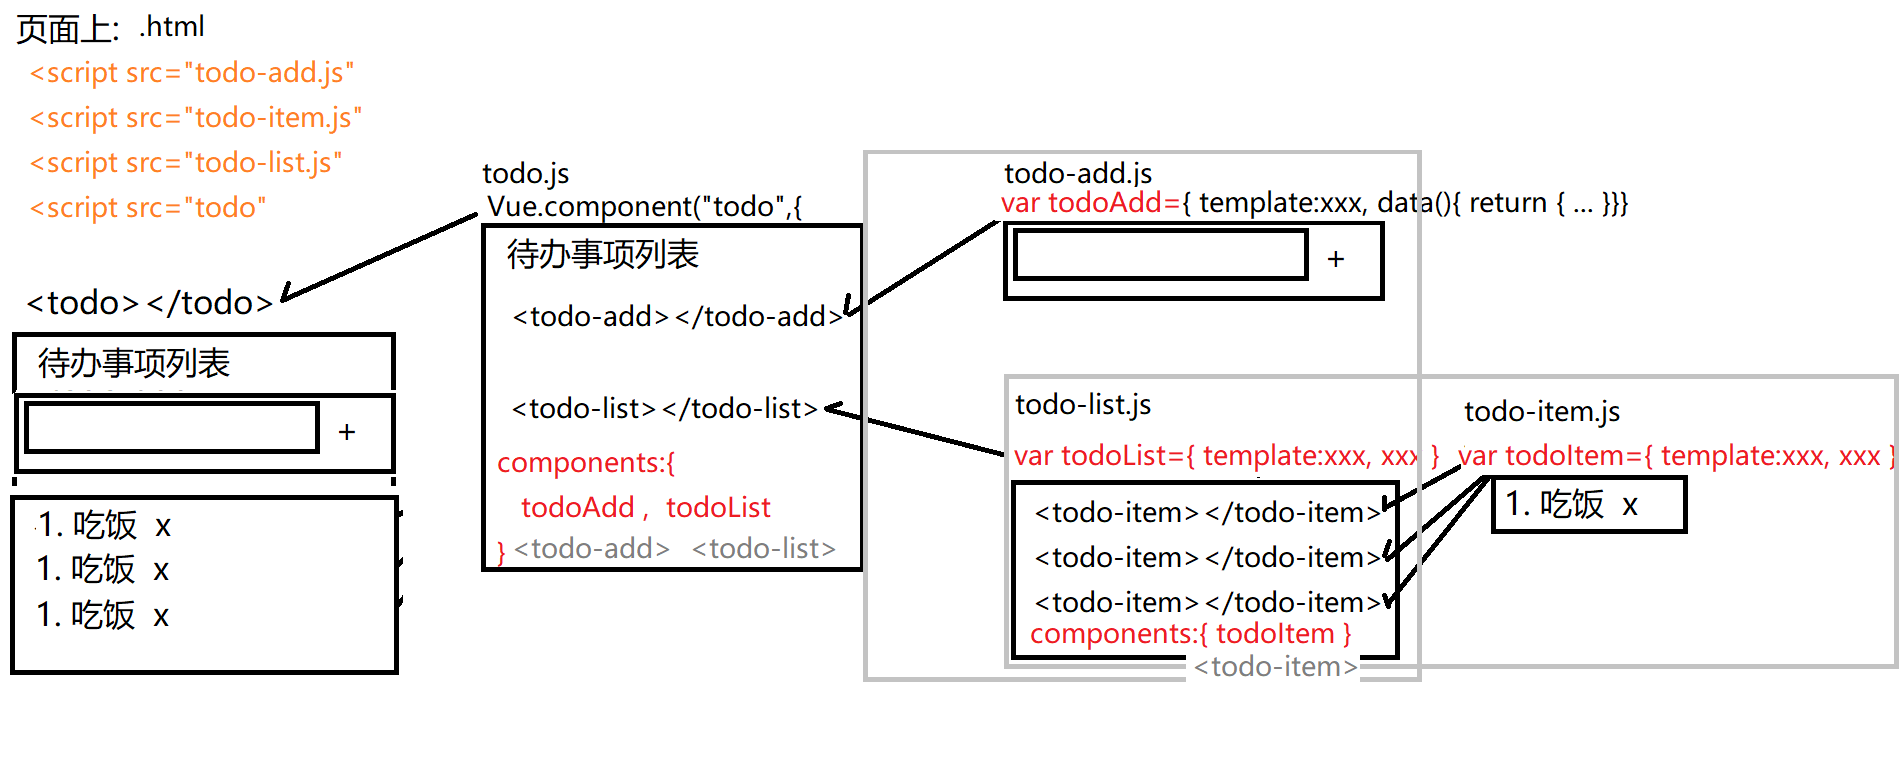 页面上: .html
<script src="todo-add.js"
<script src="todo-item.js"
<script src="todo-list.js"
<script src="todo"
<todo></todo>
待办事项列表
+
1. 吃饭 x
1. 吃饭 x
1. 吃饭 x
todo.js
Vue.component("todo",{
待办事项列表
<todo-add></todo-add>
<todo-list></todo-list>
components:{
todoAdd , todoList
} <todo-add> <todo-list>
todo-add.js
var todoAdd={ template:xxx, data(){ return { ... }}}
+
todo-list.js
var todoList={ template:xxx, xxx }
<todo-item></todo-item>
<todo-item></todo-item>
<todo-item></todo-item>
components:{ todoItem }
<todo-item>
todo-item.js
var todoItem={ template:xxx, xxx }
1. 吃饭 x